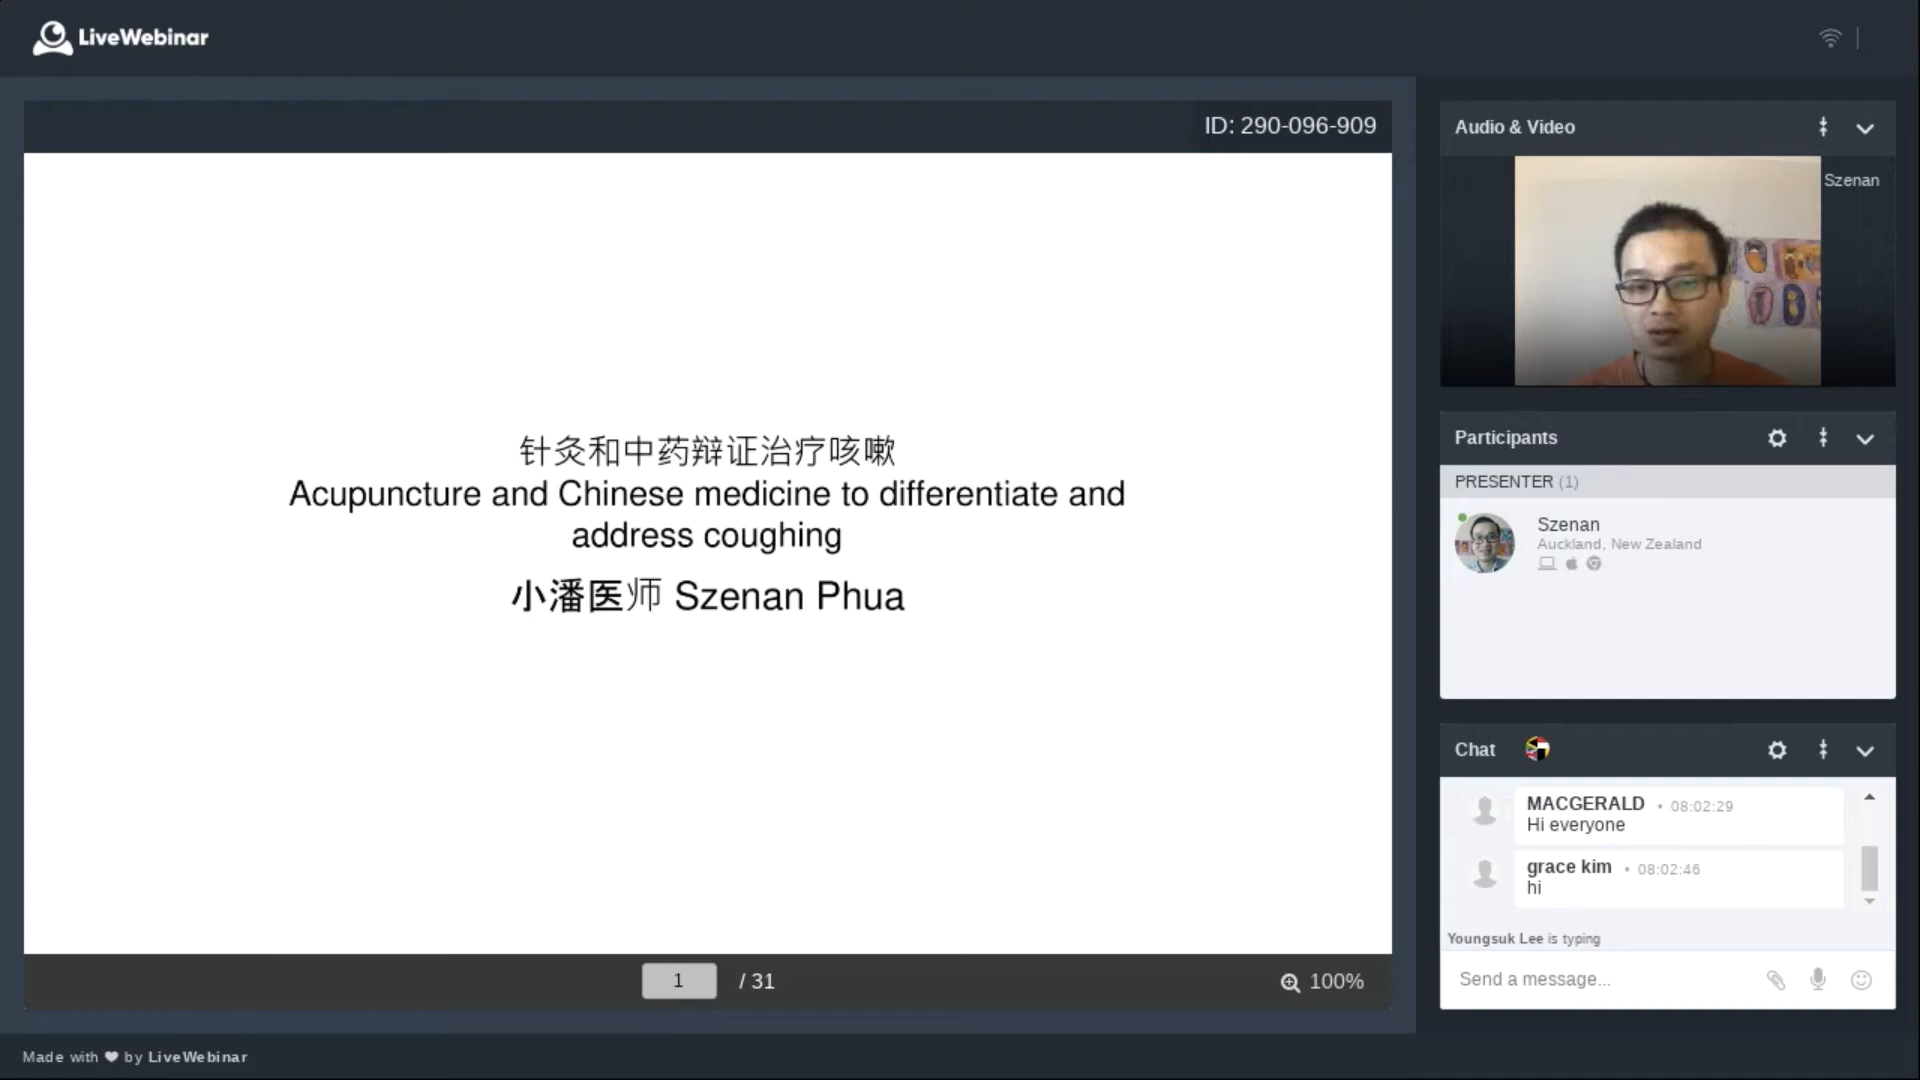 LiveWebinar
ID: 290-096-909
针灸和中药辩证治疗咳嗽
Acupuncture and Chinese medicine to differentiate and
address coughing
小潘医师 Szenan Phua
1 / 31
100%
Made with ❤ by LiveWebinar
Audio & Video
Szenan
Participants
PRESENTER (1)
Szenan
Auckland, New Zealand
Chat
MACGERALD • 08:02:29
Hi everyone
grace kim • 08:02:46
hi
Youngsuk Lee is typing
Send a message...